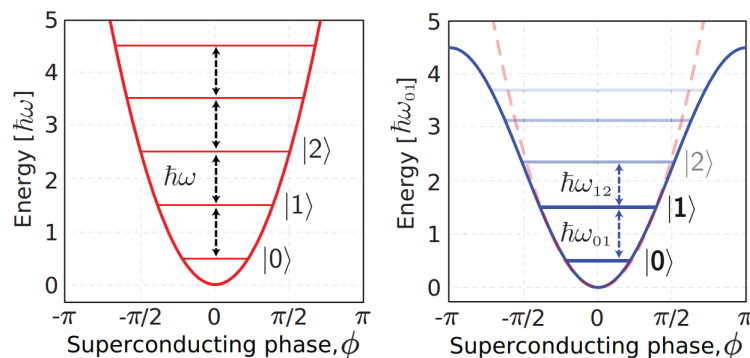 Energy [ħω]
5
4
3
2
1
0
ħω
|2⟩
|1⟩
|0⟩
-π
-π/2
0
π/2
π
Superconducting phase, ϕ
Energy [ħω₀₁]
5
4
3
2
1
0
ħω₁₂
ħω₀₁
|2⟩
|1⟩
|0⟩
-π
-π/2
0
π/2
π
Superconducting phase, ϕ